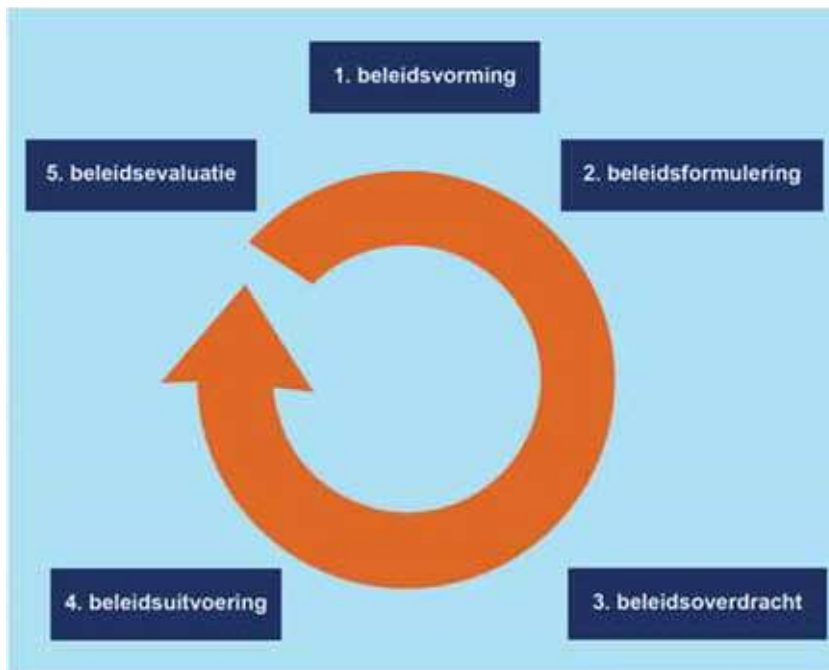 1. beleidsvorming
2. beleidsformulering
3. beleidsoverdracht
4. beleidsuitvoering
5. beleidsevaluatie